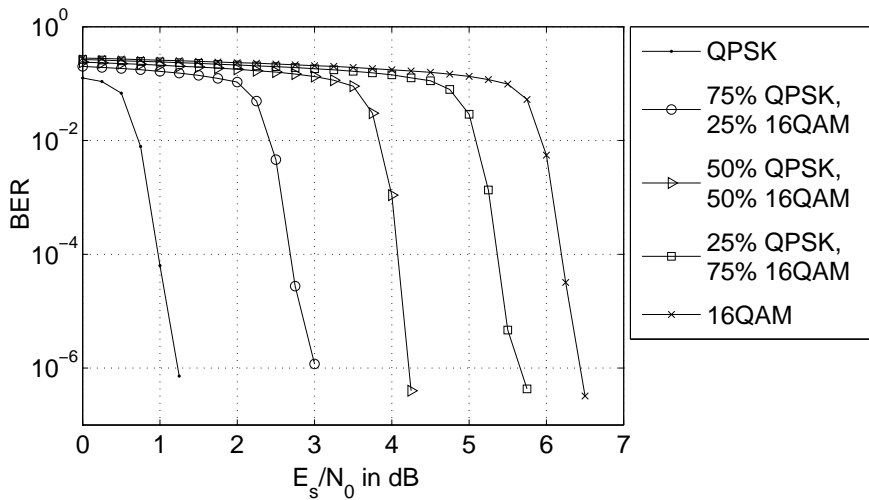 10^0
10^-2
10^-4
10^-6
BER
0 1 2 3 4 5 6 7
E_s/N_0 in dB
QPSK
75% QPSK,
25% 16QAM
50% QPSK,
50% 16QAM
25% QPSK,
75% 16QAM
16QAM